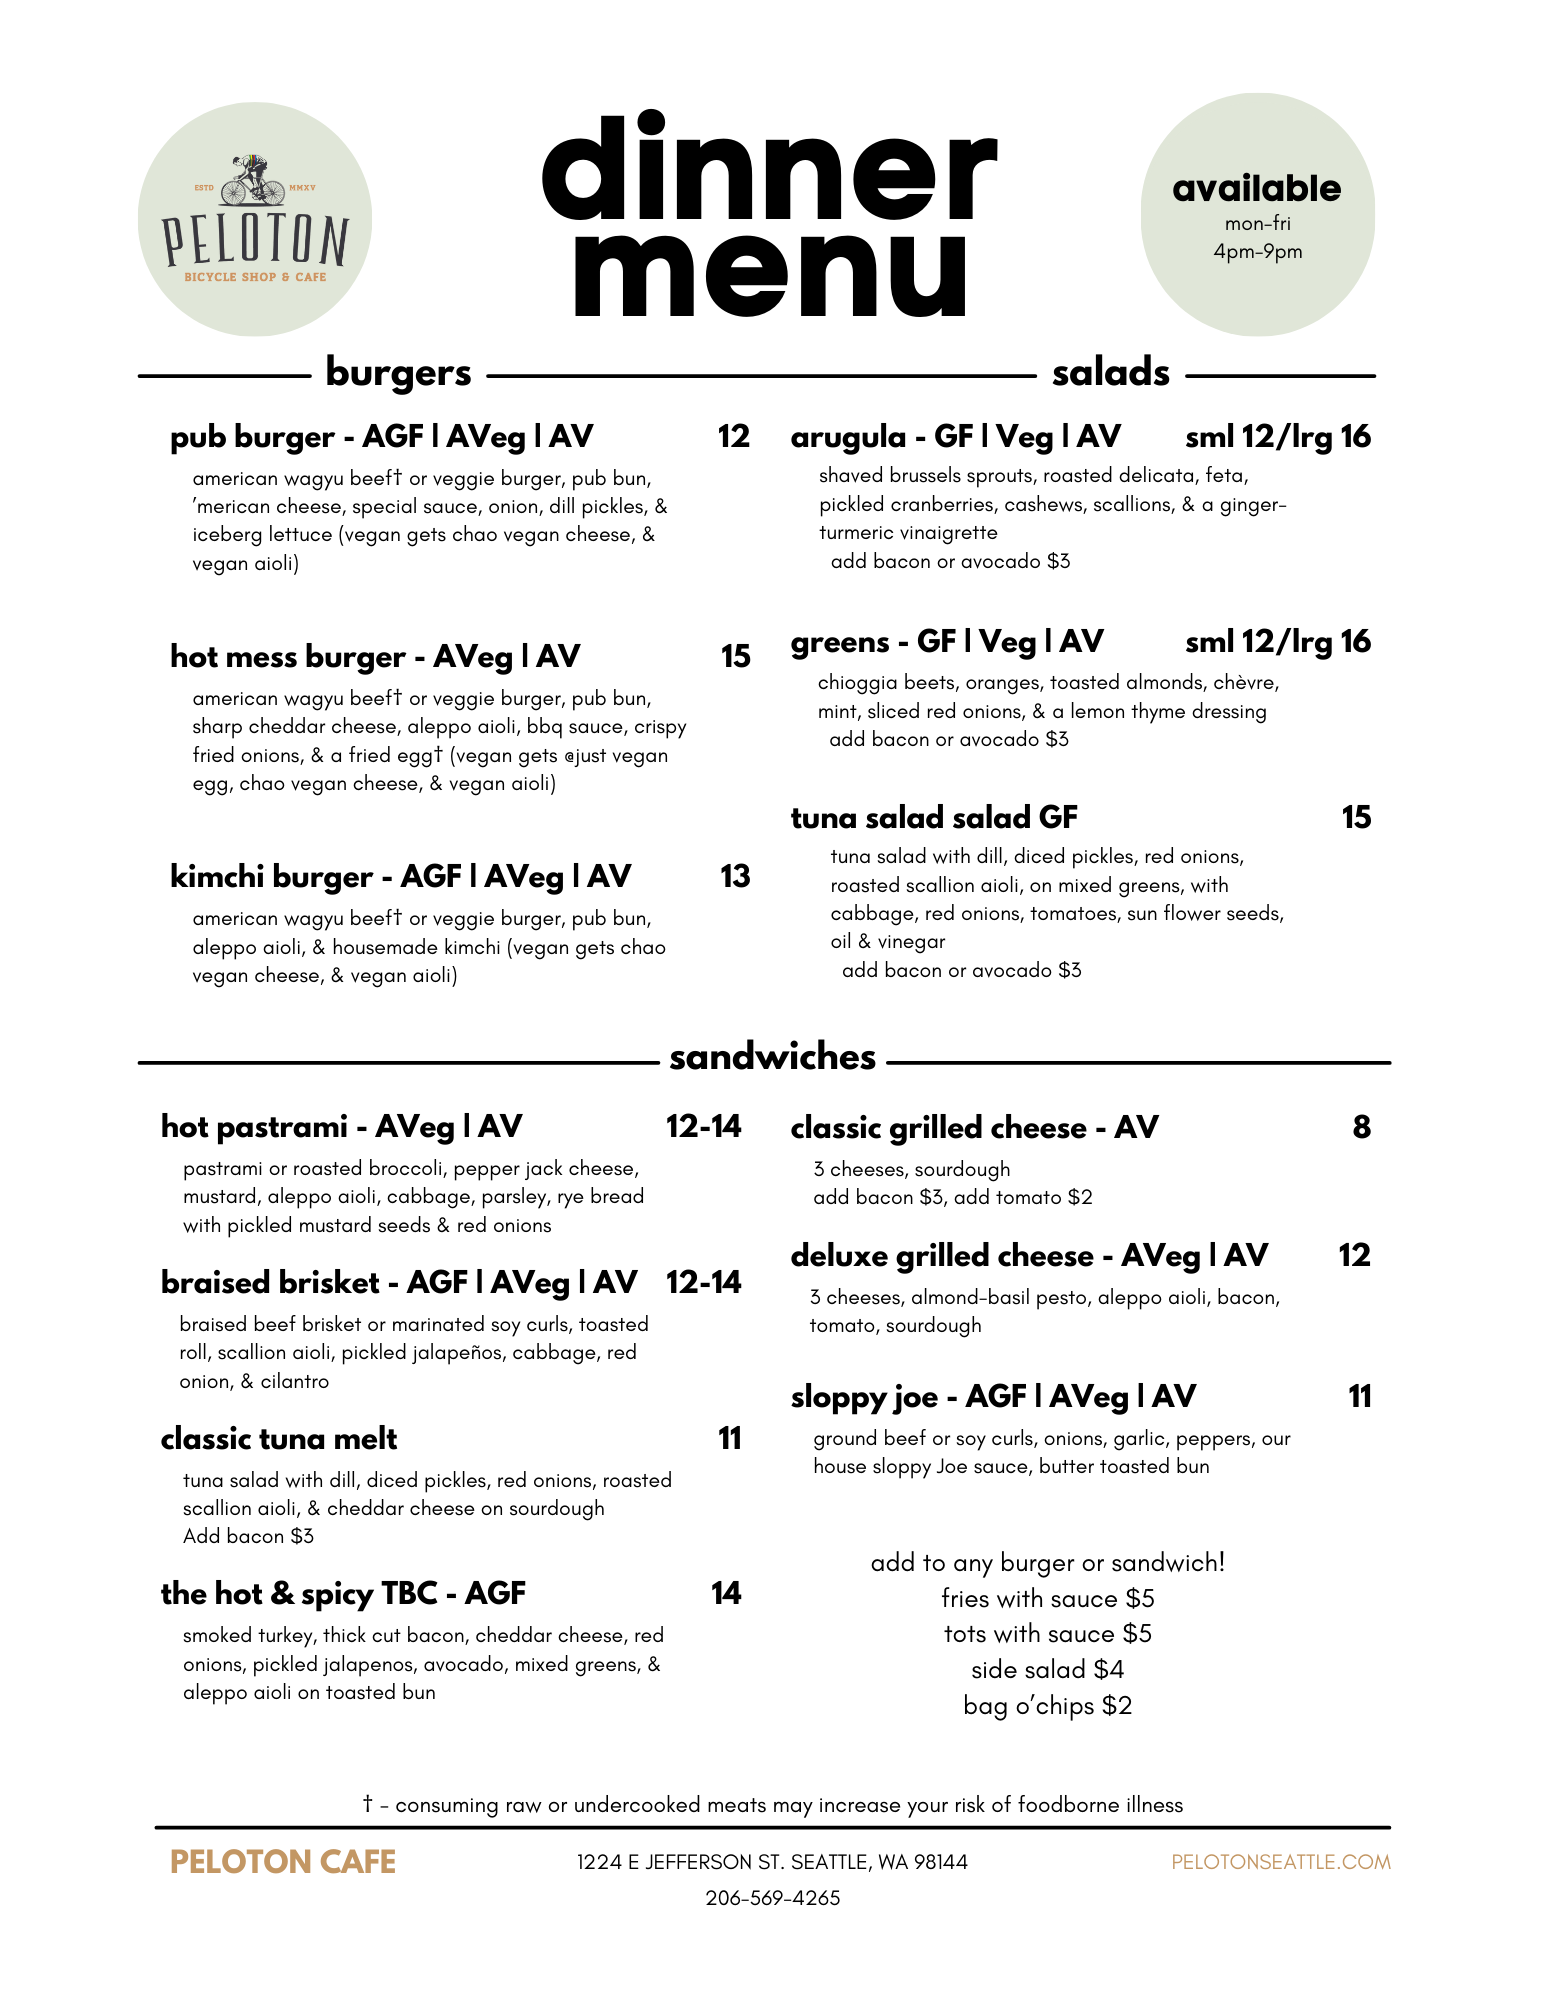 ESTD MMXV
PELOTON
BICYCLE SHOP & CAFE
dinner
menu
available
mon-fri
4pm-9pm
burgers
pub burger - AGF | AVeg | AV 12
american wagyu beef† or veggie burger, pub bun,
'merican cheese, special sauce, onion, dill pickles, &
iceberg lettuce (vegan gets chao vegan cheese, &
vegan aioli)
hot mess burger - AVeg | AV 15
american wagyu beef† or veggie burger, pub bun,
sharp cheddar cheese, aleppo aioli, bbq sauce, crispy
fried onions, & a fried egg† (vegan gets @just vegan
egg, chao vegan cheese, & vegan aioli)
kimchi burger - AGF | AVeg | AV 13
american wagyu beef† or veggie burger, pub bun,
aleppo aioli, & housemade kimchi (vegan gets chao
vegan cheese, & vegan aioli)
salads
arugula - GF | Veg | AV sml 12/lrg 16
shaved brussels sprouts, roasted delicata, feta,
pickled cranberries, cashews, scallions, & a ginger-
turmeric vinaigrette
add bacon or avocado $3
greens - GF | Veg | AV sml 12/lrg 16
chioggia beets, oranges, toasted almonds, chèvre,
mint, sliced red onions, & a lemon thyme dressing
add bacon or avocado $3
tuna salad salad GF 15
tuna salad with dill, diced pickles, red onions,
roasted scallion aioli, on mixed greens, with
cabbage, red onions, tomatoes, sun flower seeds,
oil & vinegar
add bacon or avocado $3
sandwiches
hot pastrami - AVeg | AV 12-14
pastrami or roasted broccoli, pepper jack cheese,
mustard, aleppo aioli, cabbage, parsley, rye bread
with pickled mustard seeds & red onions
braised brisket - AGF | AVeg | AV 12-14
braised beef brisket or marinated soy curls, toasted
roll, scallion aioli, pickled jalapeños, cabbage, red
onion, & cilantro
classic tuna melt 11
tuna salad with dill, diced pickles, red onions, roasted
scallion aioli, & cheddar cheese on sourdough
Add bacon $3
the hot & spicy TBC - AGF 14
smoked turkey, thick cut bacon, cheddar cheese, red
onions, pickled jalapenos, avocado, mixed greens, &
aleppo aioli on toasted bun
classic grilled cheese - AV 8
3 cheeses, sourdough
add bacon $3, add tomato $2
deluxe grilled cheese - AVeg | AV 12
3 cheeses, almond-basil pesto, aleppo aioli, bacon,
tomato, sourdough
sloppy joe - AGF | AVeg | AV 11
ground beef or soy curls, onions, garlic, peppers, our
house sloppy Joe sauce, butter toasted bun
add to any burger or sandwich!
fries with sauce $5
tots with sauce $5
side salad $4
bag o'chips $2
† - consuming raw or undercooked meats may increase your risk of foodborne illness
PELOTON CAFE
1224 E JEFFERSON ST. SEATTLE, WA 98144
206-569-4265
PELOTONSEATTLE.COM